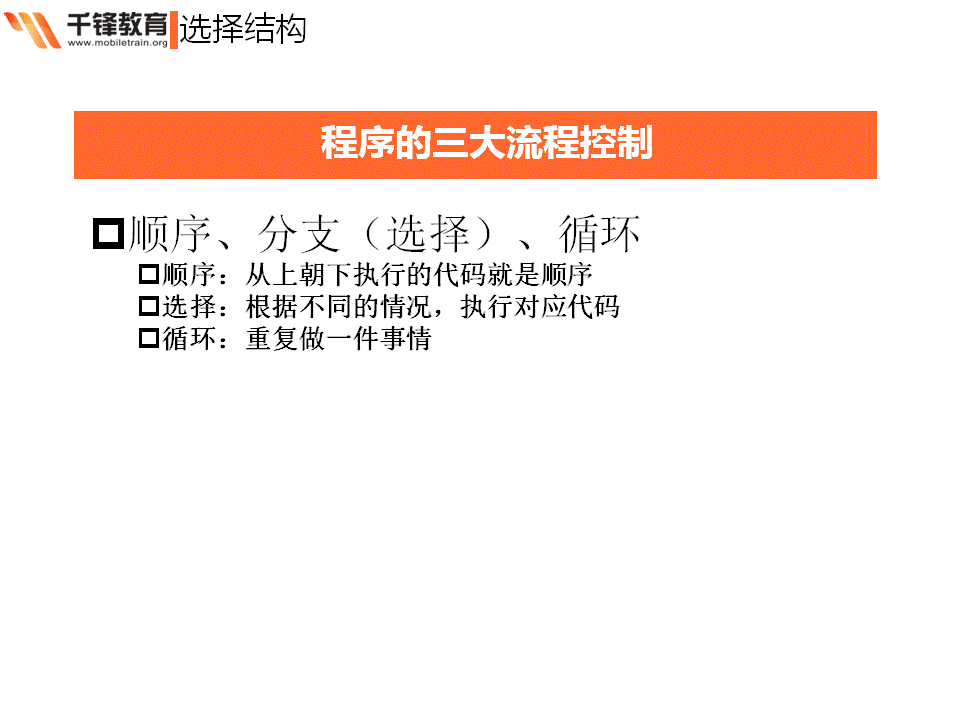 千锋教育
www.mobiletrain.org
选择结构
程序的三大流程控制
顺序、分支（选择）、循环
顺序：从上朝下执行的代码就是顺序
选择：根据不同的情况，执行对应代码
循环：重复做一件事情